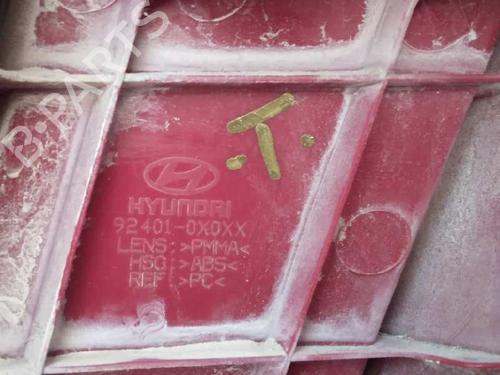 B-PARTS
HYUNDAI
92401-0X0XX
LENS : >PMMA<
HSG : >ABS<
REF : >PC<